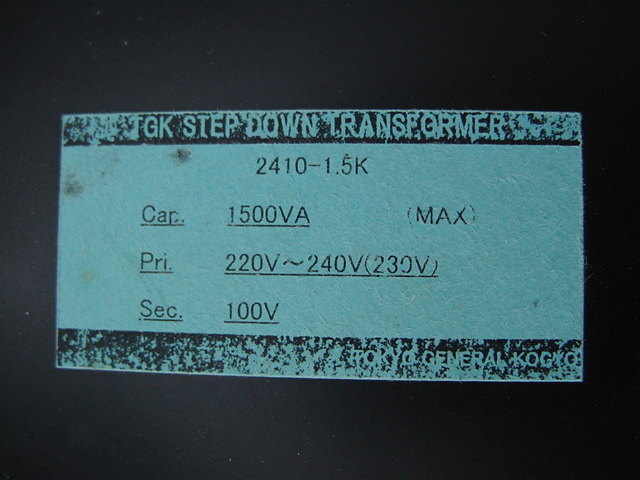 TGK STEP DOWN TRANSFORMER
2410-1.5K
Cap. 1500VA (MAX)
Pri. 220V～240V(230V)
Sec. 100V
TOKYO GENERAL KOGYO